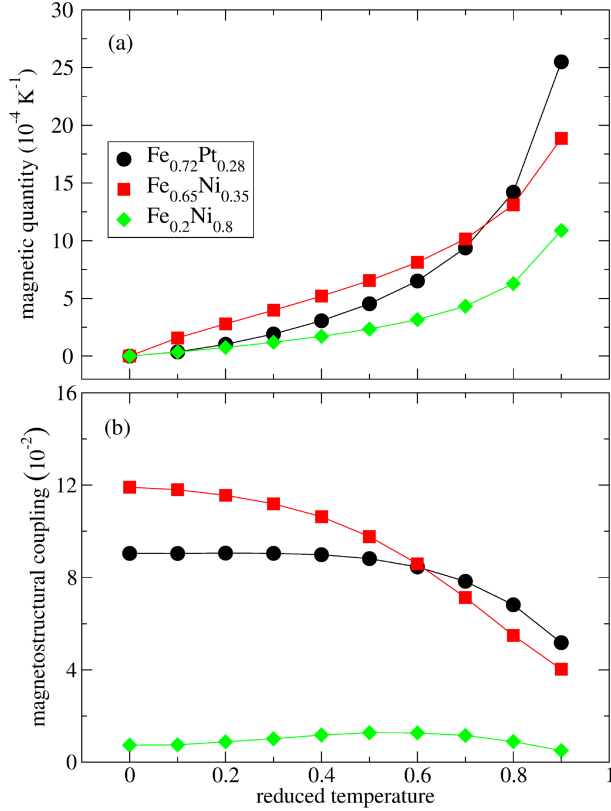 30
(a)
25
20
15
10
5
0
magnetic quantity (10⁻⁴ K⁻¹)
Fe₀.₇₂Pt₀.₂₈
Fe₀.₆₅Ni₀.₃₅
Fe₀.₂Ni₀.₈
16
(b)
12
8
4
0
magnetostructural coupling (10⁻²)
0 0.2 0.4 0.6 0.8 1
reduced temperature